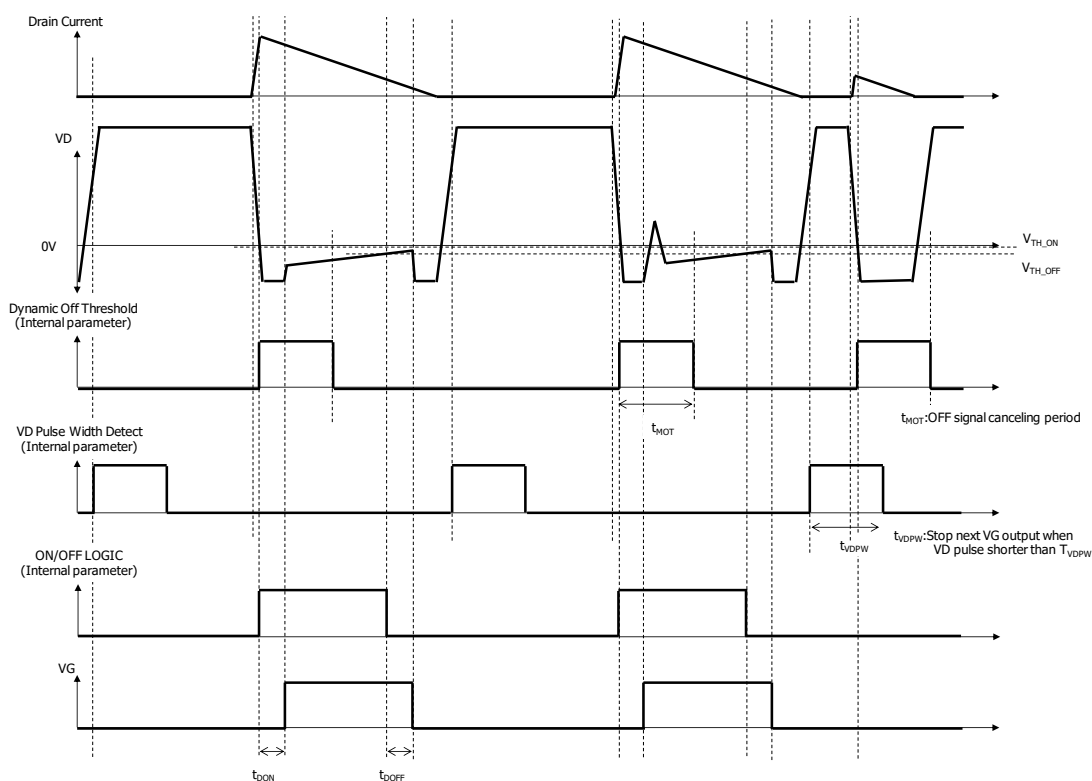 Drain Current
VD
0V
V_TH_ON
V_TH_OFF
Dynamic Off Threshold
(Internal parameter)
t_MOT
t_MOT:OFF signal canceling period
VD Pulse Width Detect
(Internal parameter)
t_VDPW
t_VDPW:Stop next VG output when
VD pulse shorter than T_VDPW
ON/OFF LOGIC
(Internal parameter)
VG
t_DON
t_DOFF